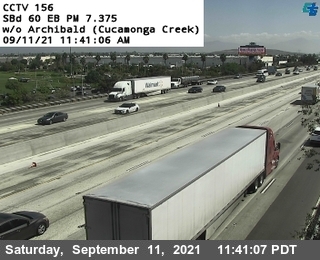 CCTV 156
SBd 60 EB PM 7.375
w/o Archibald (Cucamonga Creek)
09/11/21 11:41:06 AM
Walmart
Saturday, September 11, 2021 11:41:07 PDT